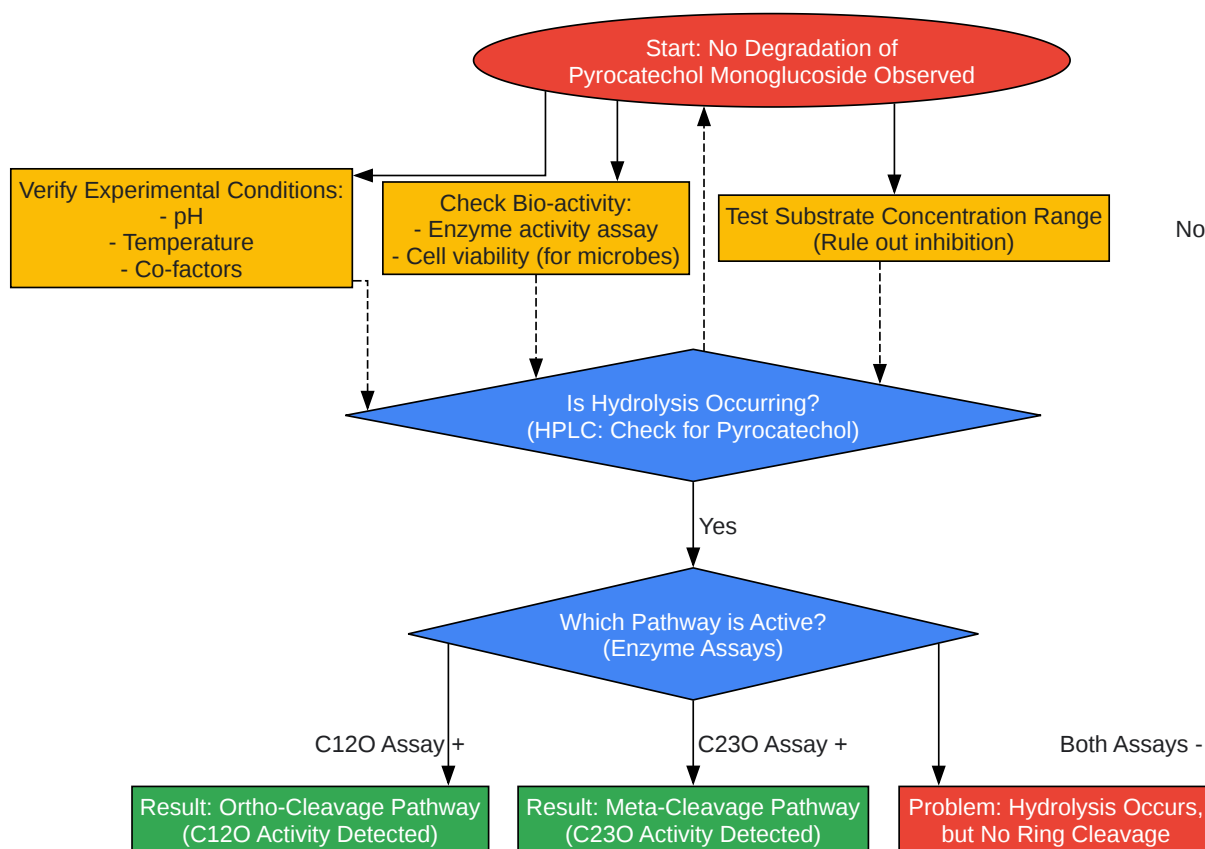 Start: No Degradation of
Pyrocatechol Monoglucoside Observed
Verify Experimental Conditions:
- pH
- Temperature
- Co-factors
Check Bio-activity:
- Enzyme activity assay
- Cell viability (for microbes)
Test Substrate Concentration Range
(Rule out inhibition)
No
Is Hydrolysis Occurring?
(HPLC: Check for Pyrocatechol)
Yes
Which Pathway is Active?
(Enzyme Assays)
C12O Assay +
C23O Assay +
Both Assays -
Result: Ortho-Cleavage Pathway
(C12O Activity Detected)
Result: Meta-Cleavage Pathway
(C23O Activity Detected)
Problem: Hydrolysis Occurs,
but No Ring Cleavage